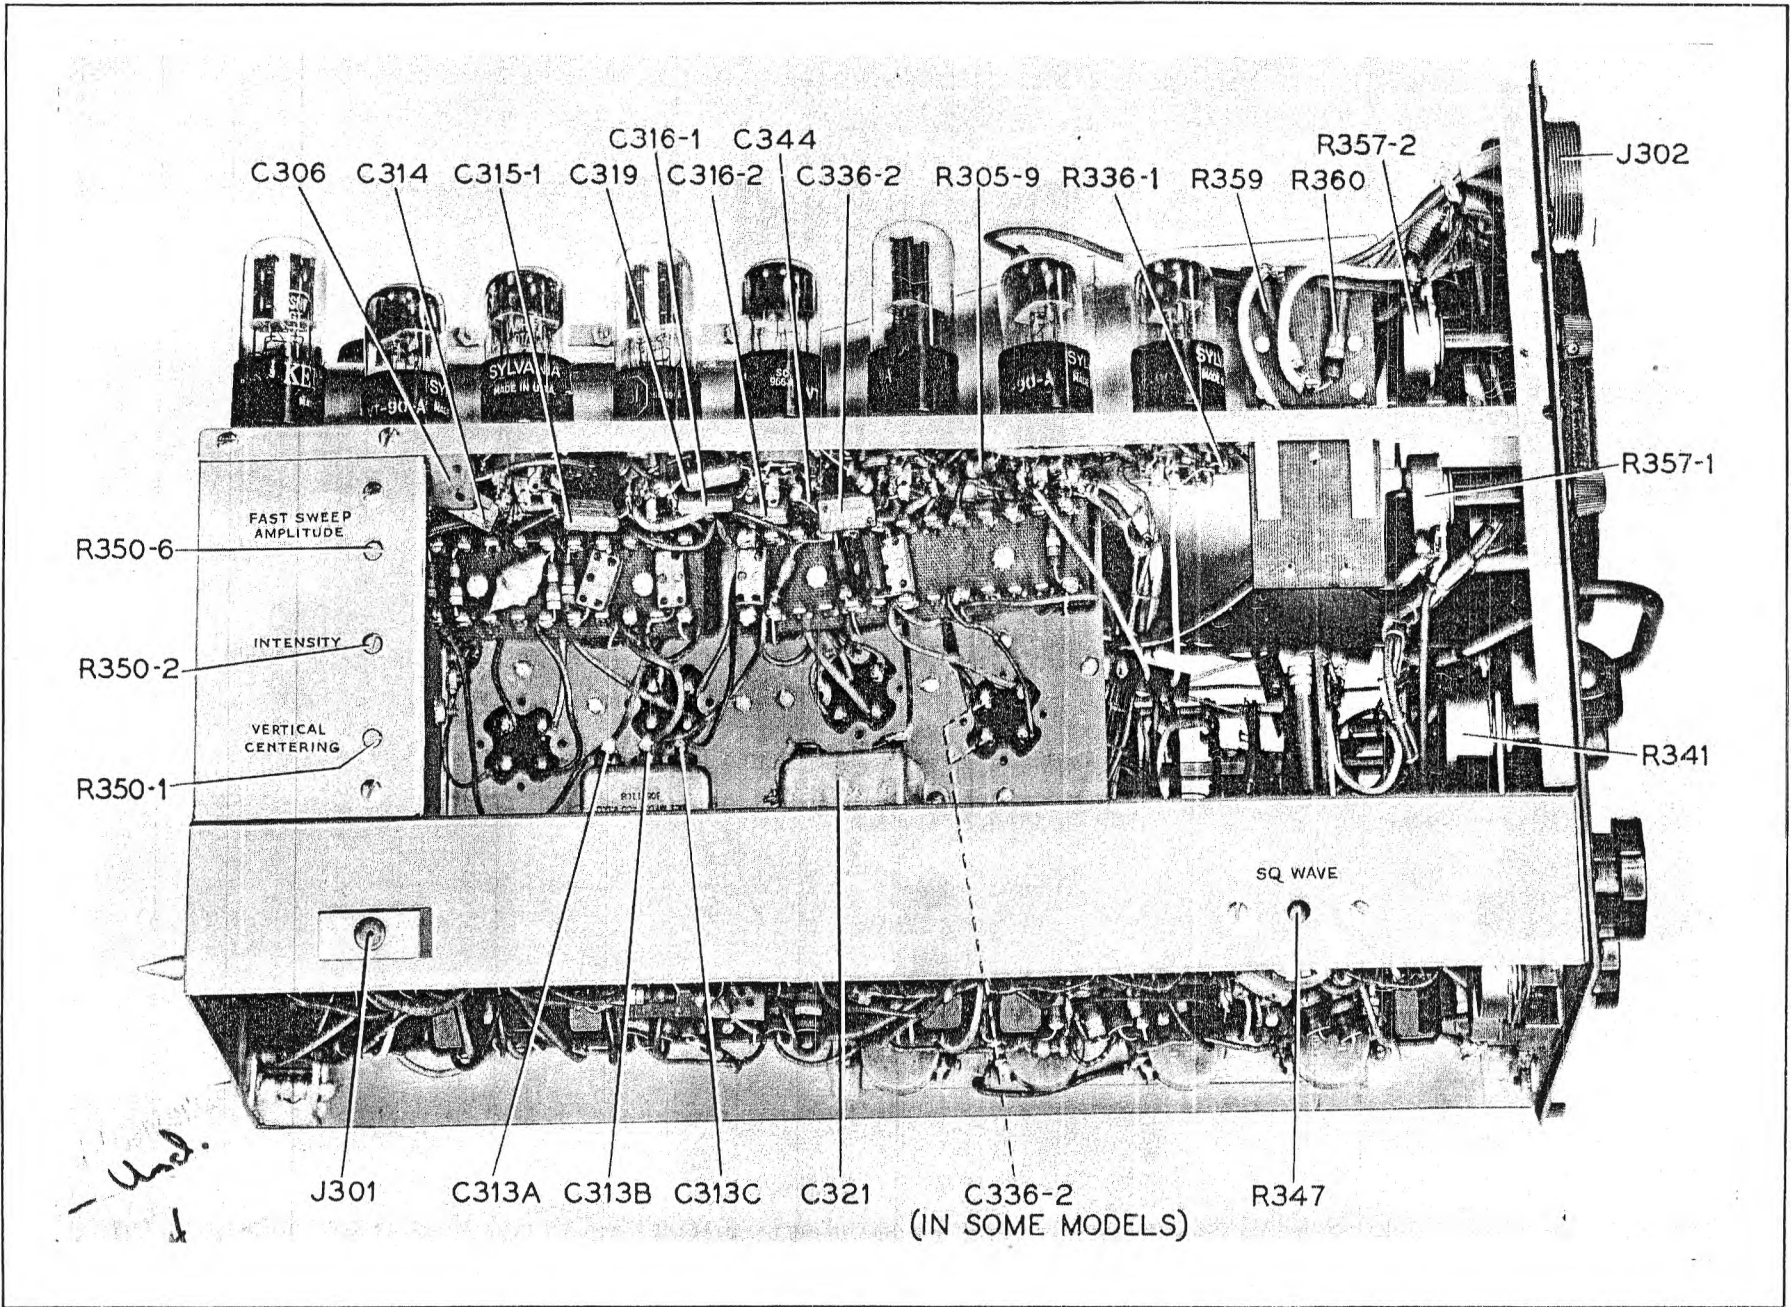 C316-1 C344
R357-2
J302
C306 C314 C315-1 C319 C316-2 C336-2 R305-9 R336-1 R359 R360
SYLVANIA
MADE IN U.S.A.
R357-1
FAST SWEEP
AMPLITUDE
R350-6
INTENSITY
R350-2
VERTICAL
CENTERING
R350-1
R341
SQ WAVE
- Uncl.
J301 C313A C313B C313C C321 C336-2 R347
(IN SOME MODELS)